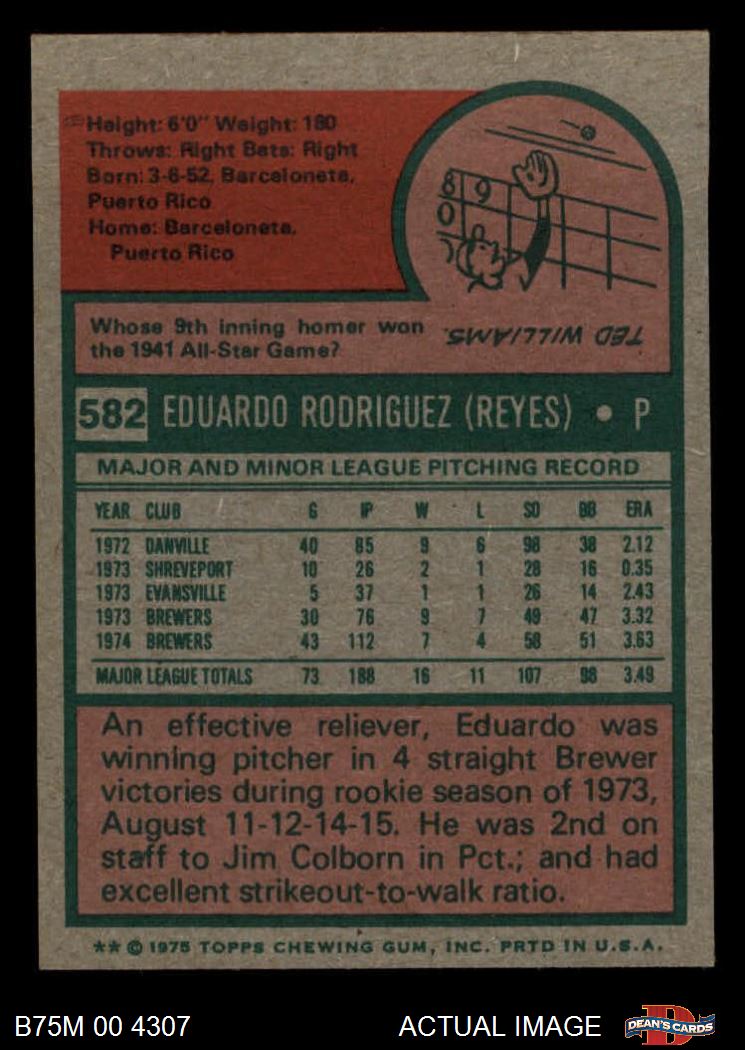 Height: 6'0" Weight: 180
Throws: Right Bats: Right
Born: 3-6-52, Barceloneta,
Puerto Rico
Home: Barceloneta,
Puerto Rico
8 9
0
Whose 9th inning homer won
the 1941 All-Star Game?
TED WILLIAMS.
582 EDUARDO RODRIGUEZ (REYES) • P
MAJOR AND MINOR LEAGUE PITCHING RECORD
YEAR CLUB G IP W L SO BB ERA
1972 DANVILLE 40 85 9 6 98 38 2.12
1973 SHREVEPORT 10 26 2 1 28 16 0.35
1973 EVANSVILLE 5 37 1 1 26 14 2.43
1973 BREWERS 30 76 9 7 49 47 3.32
1974 BREWERS 43 112 7 4 58 51 3.63
MAJOR LEAGUE TOTALS 73 188 16 11 107 98 3.49
An effective reliever, Eduardo was
winning pitcher in 4 straight Brewer
victories during rookie season of 1973,
August 11-12-14-15. He was 2nd on
staff to Jim Colborn in Pct.; and had
excellent strikeout-to-walk ratio.
** © 1975 TOPPS CHEWING GUM, INC. PRTD IN U.S.A.
B75M 00 4307
ACTUAL IMAGE
DEAN'S CARDS